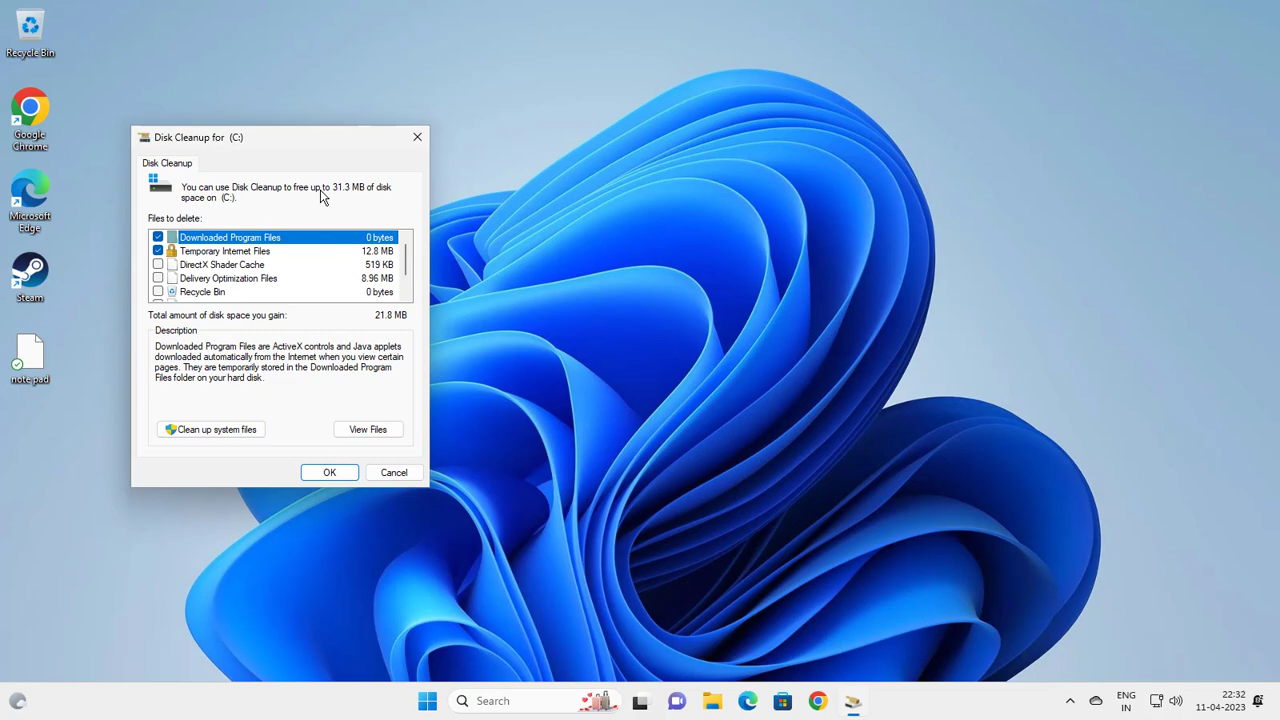 Recycle Bin
Google
Chrome
Microsoft
Edge
Steam
note pad
Disk Cleanup for (C:)
Disk Cleanup
You can use Disk Cleanup to free up to 31.3 MB of disk
space on (C:).
Files to delete:
Downloaded Program Files 0 bytes
Temporary Internet Files 12.8 MB
DirectX Shader Cache 519 KB
Delivery Optimization Files 8.96 MB
Recycle Bin 0 bytes
Total amount of disk space you gain: 21.8 MB
Description
Downloaded Program Files are ActiveX controls and Java applets
downloaded automatically from the Internet when you view certain
pages. They are temporarily stored in the Downloaded Program
Files folder on your hard disk.
Clean up system files View Files
OK Cancel
Search
ENG
IN
22:32
11-04-2023